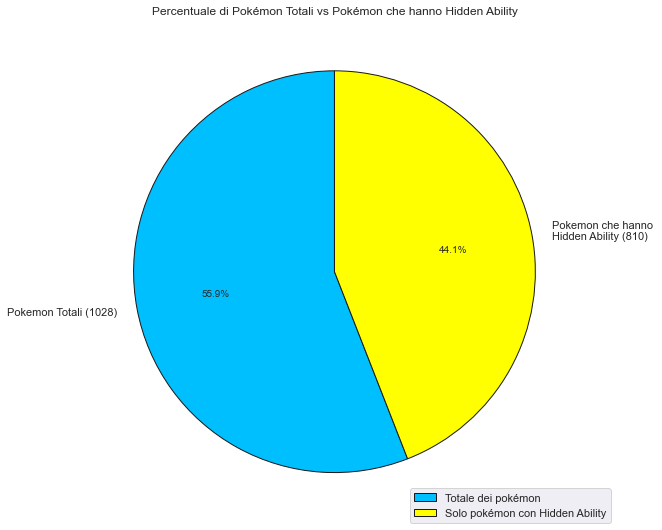 Percentuale di Pokémon Totali vs Pokémon che hanno Hidden Ability
Pokemon che hanno
Hidden Ability (810)
44.1%
55.9%
Pokemon Totali (1028)
Totale dei pokémon
Solo pokémon con Hidden Ability